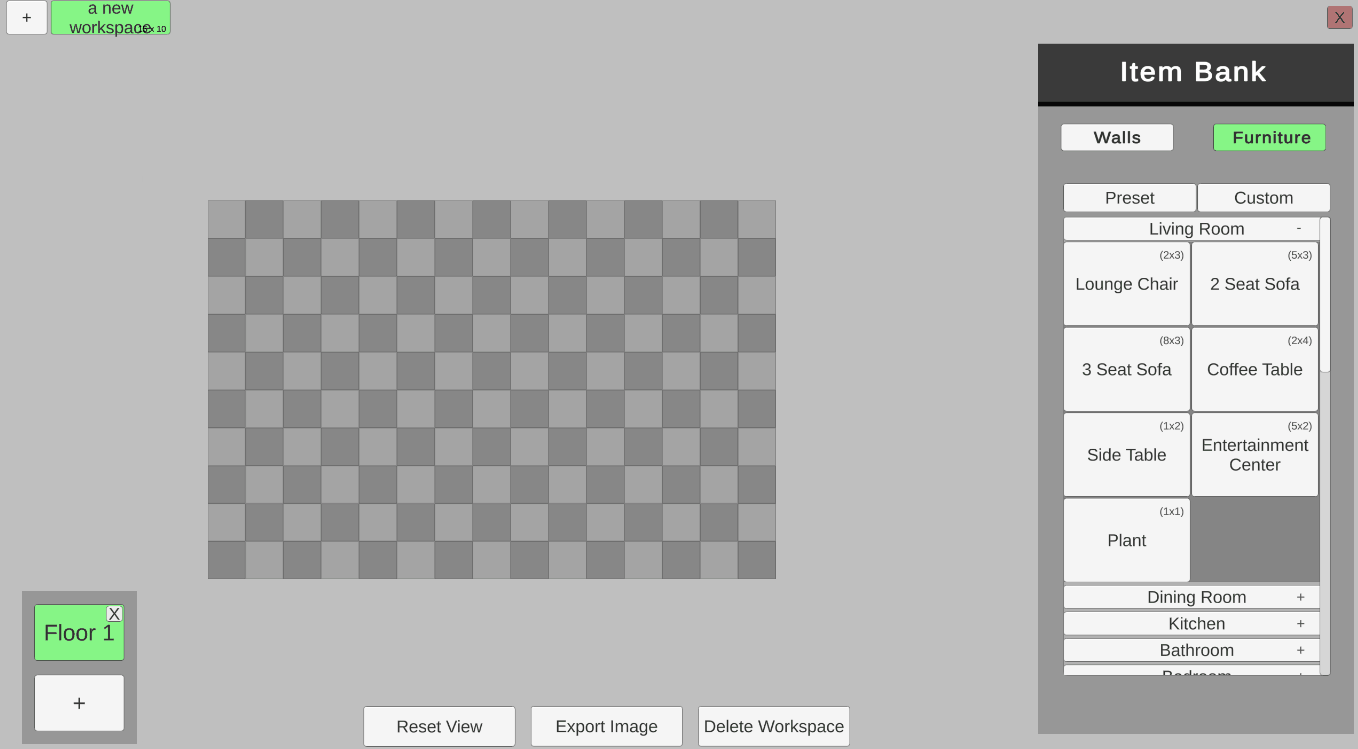 +
a new
workspace
x 10
X
Item Bank
Walls
Furniture
Preset
Custom
Living Room
-
(2x3)
Lounge Chair
(5x3)
2 Seat Sofa
(8x3)
3 Seat Sofa
(2x4)
Coffee Table
(1x2)
Side Table
(5x2)
Entertainment
Center
(1x1)
Plant
Dining Room
+
Kitchen
+
Bathroom
+
Bedroom
+
X
Floor 1
+
Reset View
Export Image
Delete Workspace